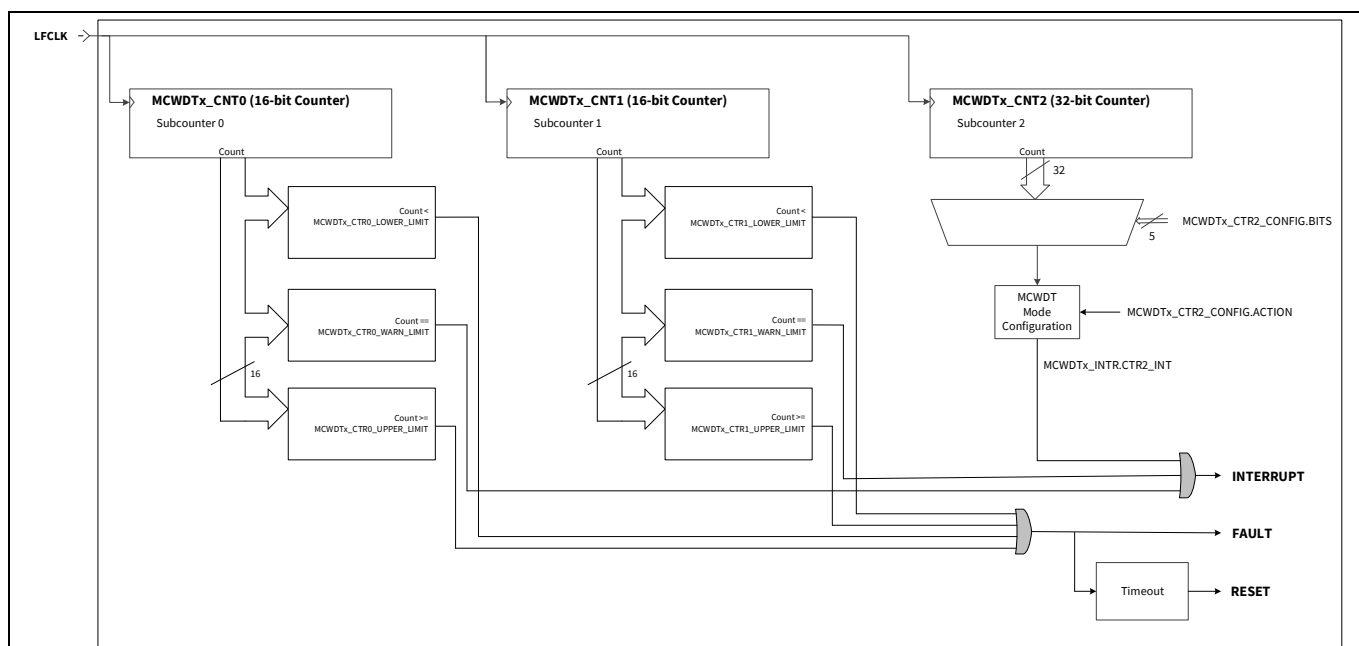 LFCLK
MCWDTx_CNT0 (16-bit Counter)
Subcounter 0
Count
MCWDTx_CNT1 (16-bit Counter)
Subcounter 1
Count
MCWDTx_CNT2 (32-bit Counter)
Subcounter 2
Count
32
Count <
MCWDTx_CTR0_LOWER_LIMIT
Count <
MCWDTx_CTR1_LOWER_LIMIT
MCWDTx_CTR2_CONFIG.BITS
5
Count ==
MCWDTx_CTR0_WARN_LIMIT
Count ==
MCWDTx_CTR1_WARN_LIMIT
MCWDT
Mode
Configuration
MCWDTx_CTR2_CONFIG.ACTION
MCWDTx_INTR.CTR2_INT
16
16
Count >=
MCWDTx_CTR0_UPPER_LIMIT
Count >=
MCWDTx_CTR1_UPPER_LIMIT
INTERRUPT
FAULT
Timeout
RESET